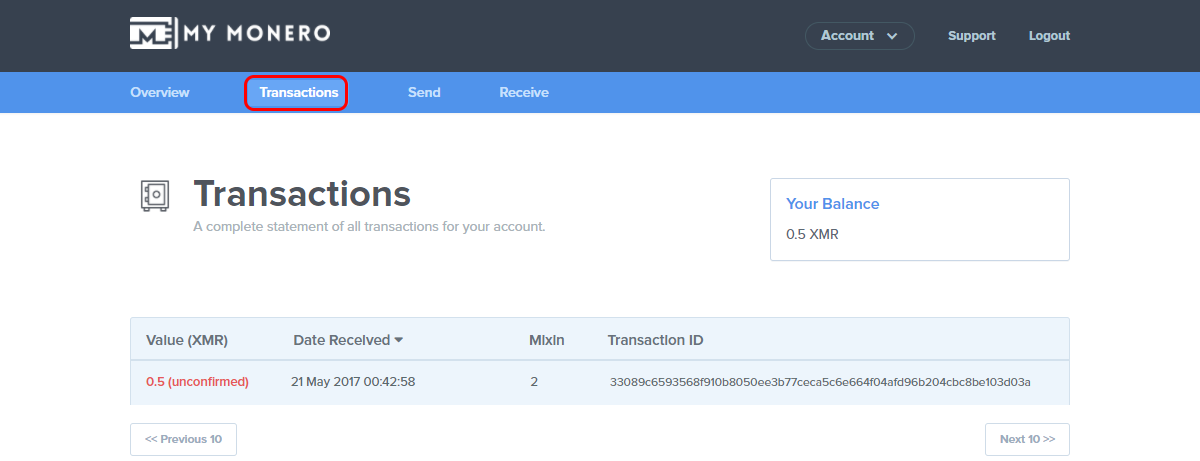 MY MONERO
Account
Support
Logout
Overview
Transactions
Send
Receive
Transactions
A complete statement of all transactions for your account.
Your Balance
0.5 XMR
Value (XMR)
Date Received
Mixin
Transaction ID
0.5 (unconfirmed)
21 May 2017 00:42:58
2
33089c6593568f910b8050ee3b77ceca5c6e664f04afd96b204cbc8be103d03a
<< Previous 10
Next 10 >>